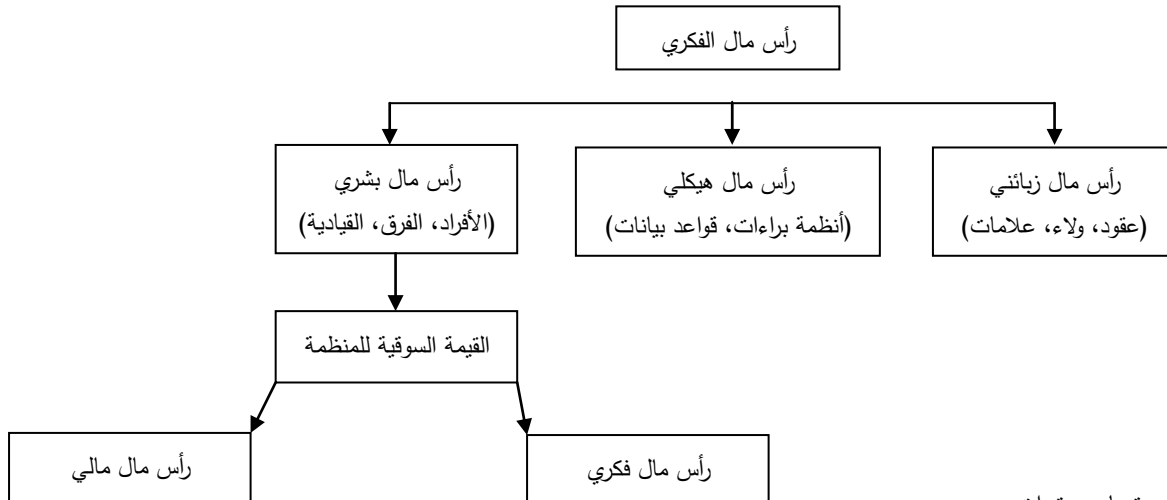 رأس مال الفكري
رأس مال زبائني
(عقود، ولاء، علامات)
رأس مال هيكلي
(أنظمة براءات، قواعد بيانات)
رأس مال بشري
(الأفراد، الفرق، القيادية)
القيمة السوقية للمنظمة
رأس مال فكري
رأس مال مالي